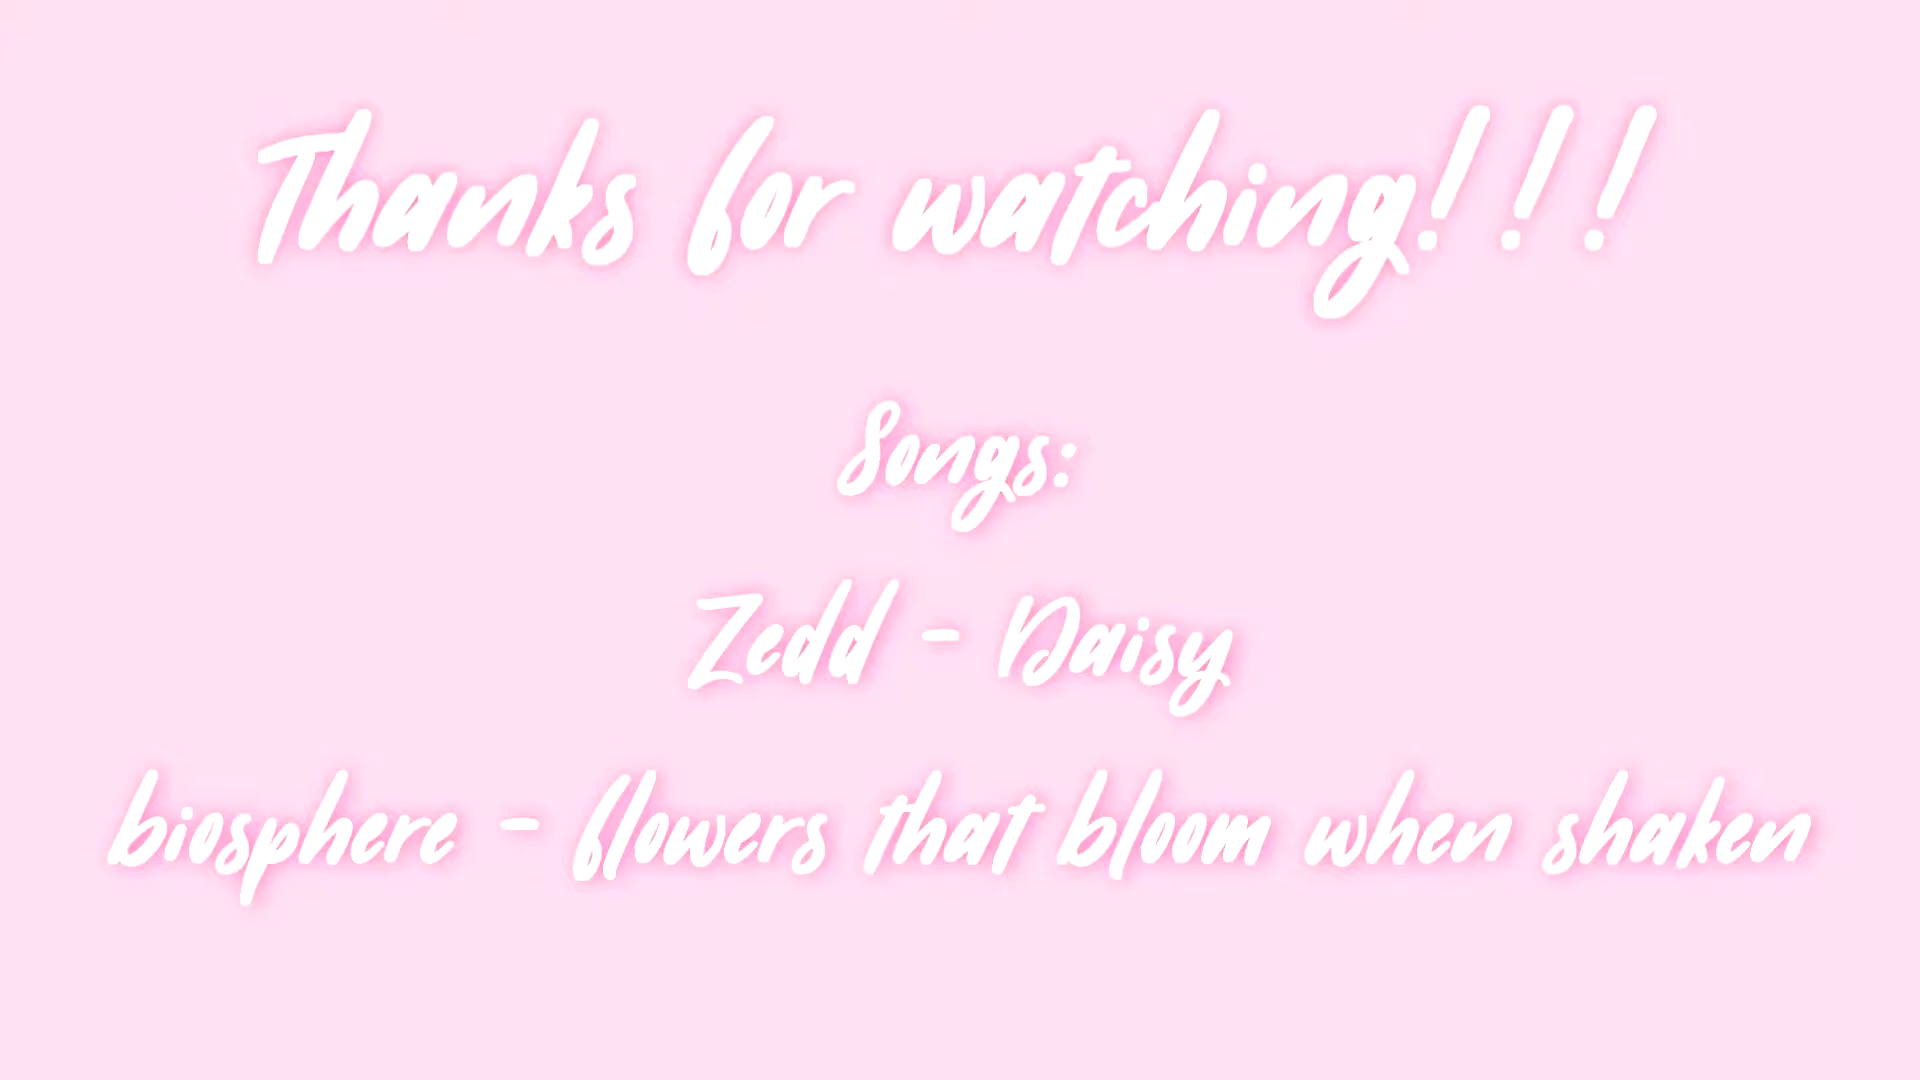 Thanks for watching!!!
Songs:
Zedd - Daisy
biosphere - flowers that bloom when shaken